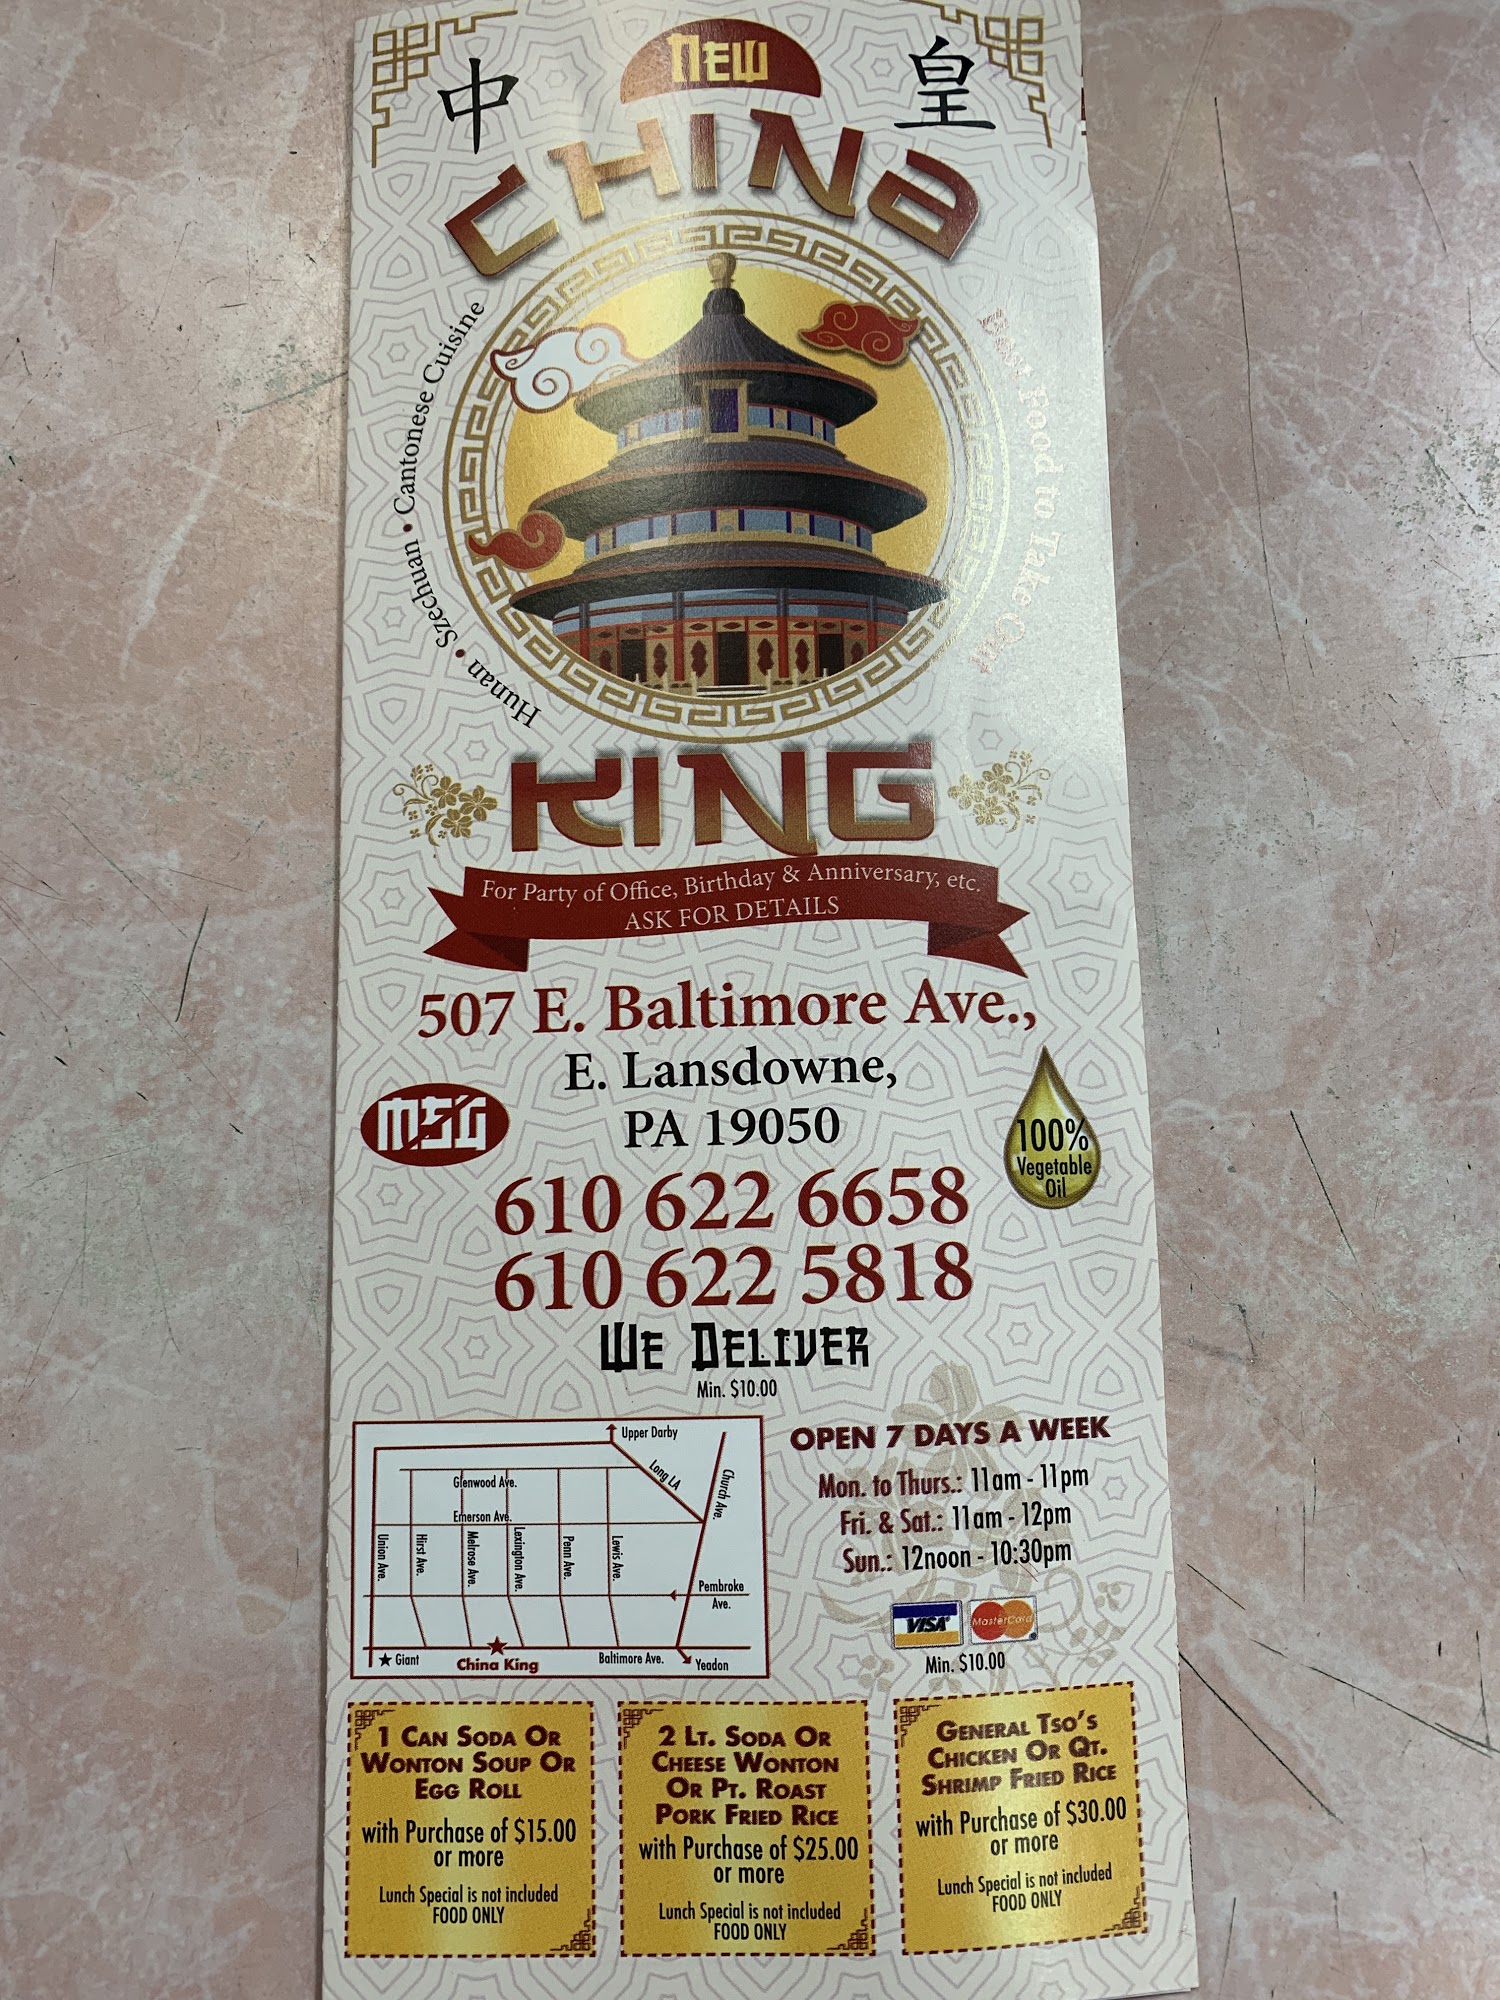 中 皇
NEW
CHINA
Hunan • Szechuan • Cantonese Cuisine
Best Food to Take Out
KING
For Party of Office, Birthday & Anniversary, etc.
ASK FOR DETAILS
507 E. Baltimore Ave.,
E. Lansdowne,
PA 19050
MSG
100%
Vegetable
Oil
610 622 6658
610 622 5818
WE DELIVER
Min. $10.00
Upper Darby
Long LA
Church Ave.
Glenwood Ave.
Emerson Ave.
Union Ave.
Hirst Ave.
Melrose Ave.
Lexington Ave.
Penn Ave.
Lewis Ave.
Pembroke
Ave.
Giant
China King
Baltimore Ave.
Yeadon
OPEN 7 DAYS A WEEK
Mon. to Thurs.: 11am - 11pm
Fri. & Sat.: 11am - 12pm
Sun.: 12noon - 10:30pm
VISA MasterCard
Min. $10.00
1 CAN SODA OR
WONTON SOUP OR
EGG ROLL
with Purchase of $15.00
or more
Lunch Special is not included
FOOD ONLY
2 LT. SODA OR
CHEESE WONTON
OR PT. ROAST
PORK FRIED RICE
with Purchase of $25.00
or more
Lunch Special is not included
FOOD ONLY
GENERAL TSO'S
CHICKEN OR QT.
SHRIMP FRIED RICE
with Purchase of $30.00
or more
Lunch Special is not included
FOOD ONLY